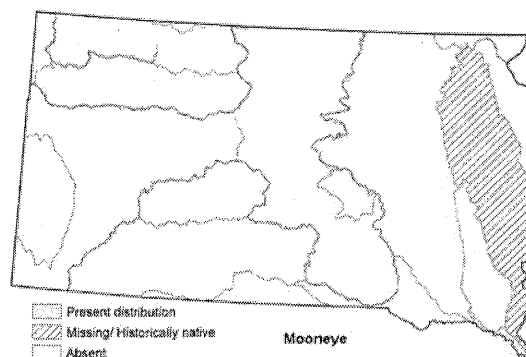 Present distribution
Missing/ Historically native
Mooneye
Absent